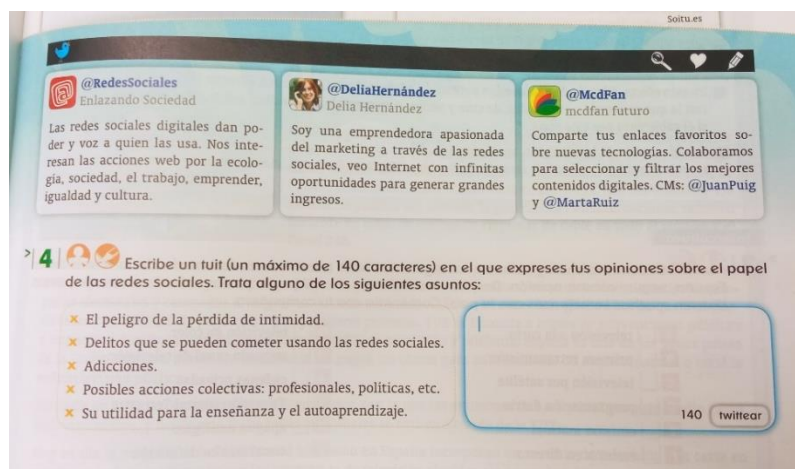 Soitu.es
@RedesSociales
Enlazando Sociedad
Las redes sociales digitales dan po-
der y voz a quien las usa. Nos inte-
resan las acciones web por la ecolo-
gía, sociedad, el trabajo, emprender,
igualdad y cultura.
@DeliaHernández
Delia Hernández
Soy una emprendedora apasionada
del marketing a través de las redes
sociales, veo Internet con infinitas
oportunidades para generar grandes
ingresos.
@McdFan
mcdfan futuro
Comparte tus enlaces favoritos so-
bre nuevas tecnologías. Colaboramos
para seleccionar y filtrar los mejores
contenidos digitales. CMs: @JuanPuig
y @MartaRuiz
> 4 Escribe un tuit (un máximo de 140 caracteres) en el que expreses tus opiniones sobre el papel
de las redes sociales. Trata alguno de los siguientes asuntos:
× El peligro de la pérdida de intimidad.
× Delitos que se pueden cometer usando las redes sociales.
× Adicciones.
× Posibles acciones colectivas: profesionales, políticas, etc.
× Su utilidad para la enseñanza y el autoaprendizaje.
140 twittear